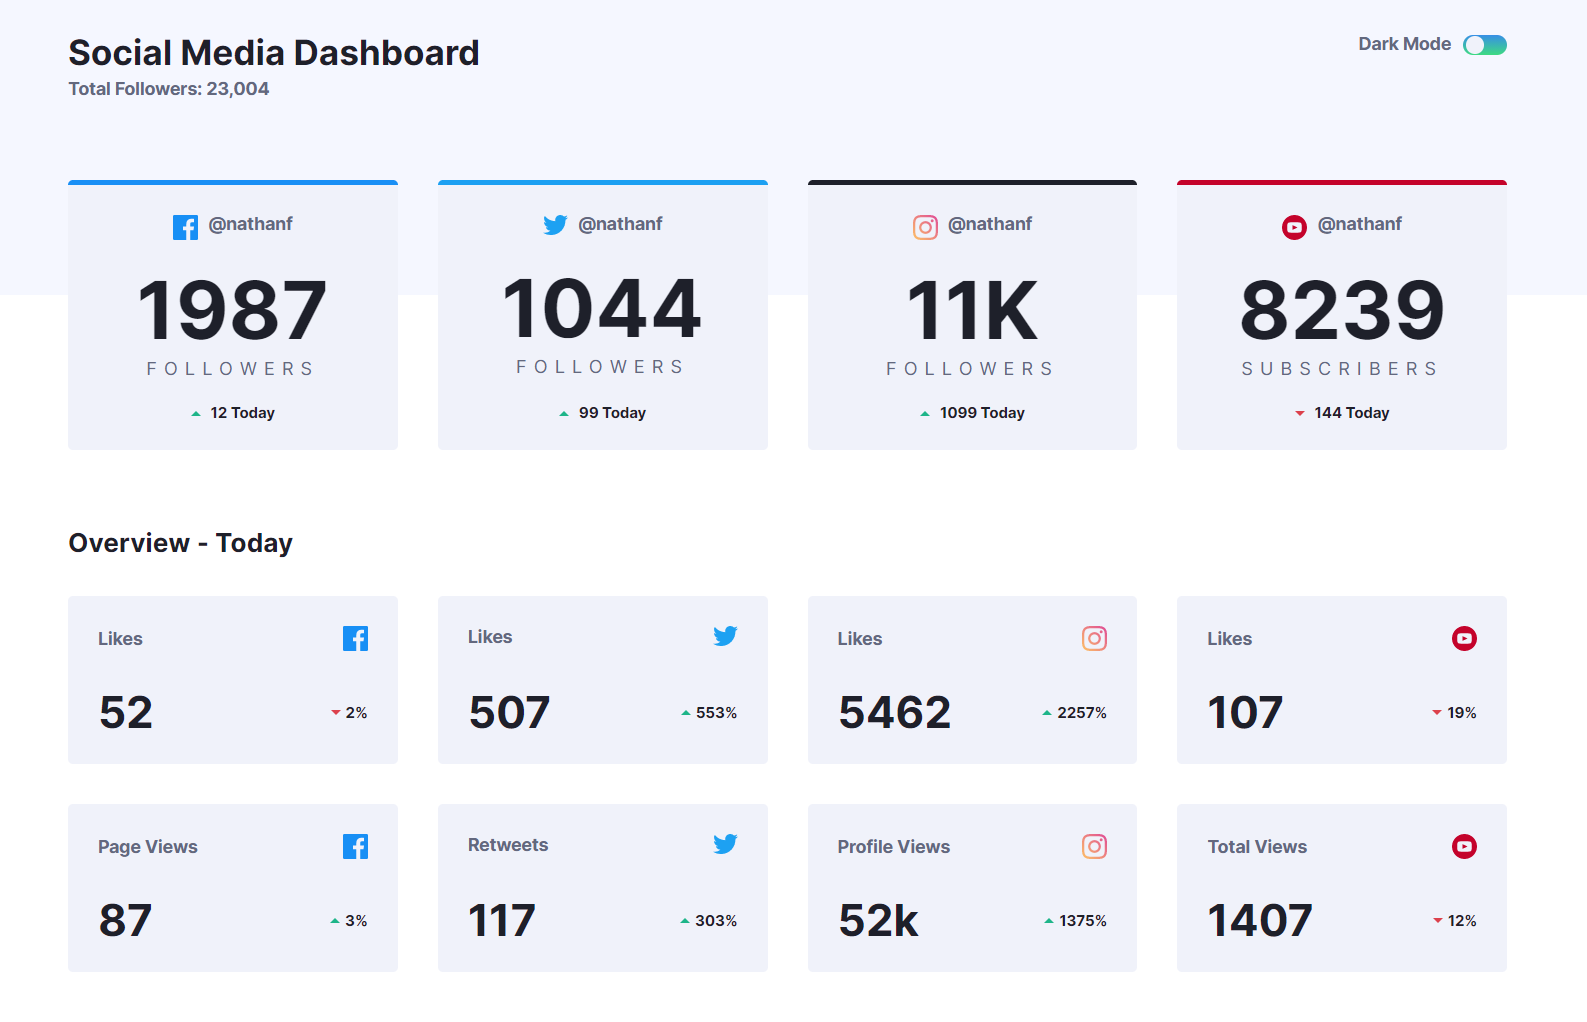 Social Media Dashboard
Dark Mode
Total Followers: 23,004
@nathanf
@nathanf
@nathanf
@nathanf
1987
1044
11K
8239
FOLLOWERS
FOLLOWERS
FOLLOWERS
SUBSCRIBERS
12 Today
99 Today
1099 Today
144 Today
Overview - Today
Likes
Likes
Likes
Likes
52
2%
507
553%
5462
2257%
107
19%
Page Views
Retweets
Profile Views
Total Views
87
3%
117
303%
52k
1375%
1407
12%